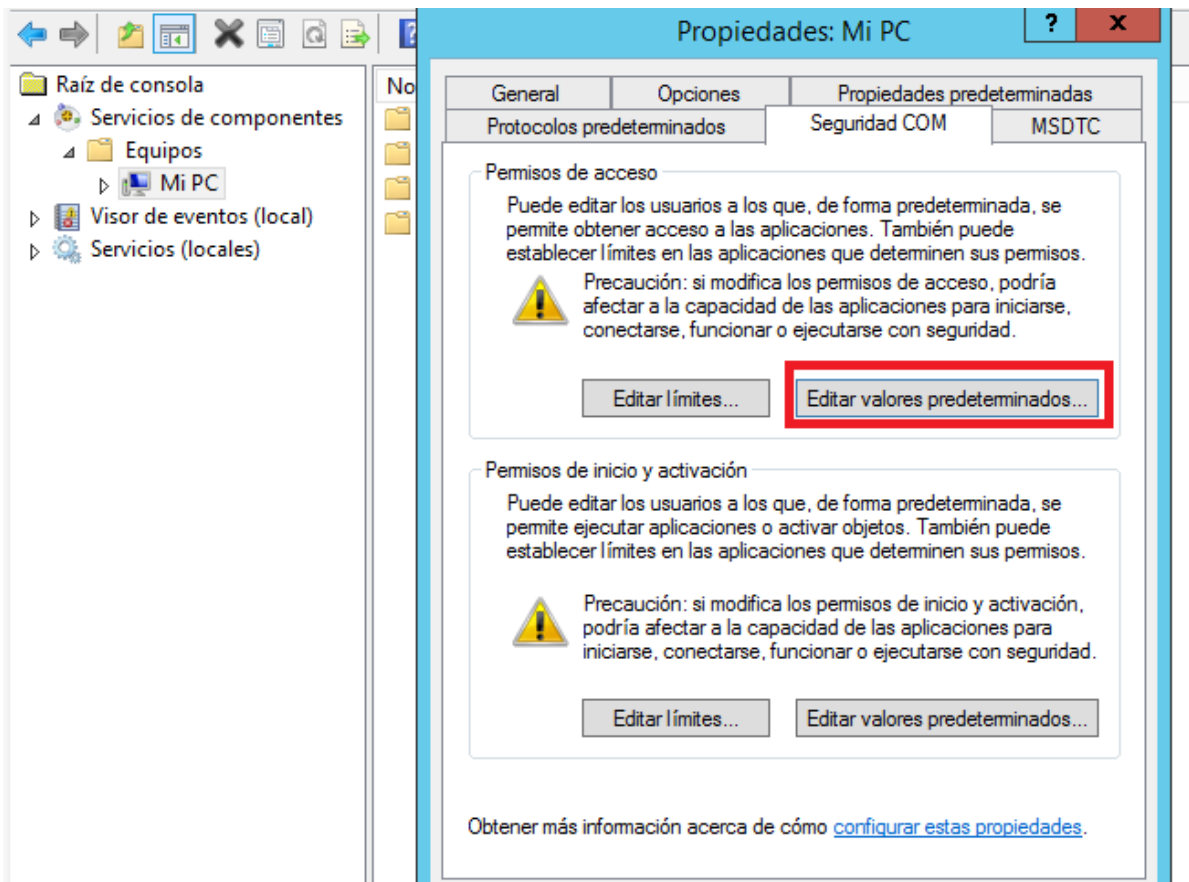 Propiedades: Mi PC
?
x
Raíz de consola
Servicios de componentes
Equipos
Mi PC
Visor de eventos (local)
Servicios (locales)
General
Opciones
Propiedades predeterminadas
Protocolos predeterminados
Seguridad COM
MSDTC
Permisos de acceso
Puede editar los usuarios a los que, de forma predeterminada, se
permite obtener acceso a las aplicaciones. También puede
establecer límites en las aplicaciones que determinen sus permisos.
Precaución: si modifica los permisos de acceso, podría
afectar a la capacidad de las aplicaciones para iniciarse,
conectarse, funcionar o ejecutarse con seguridad.
Editar límites...
Editar valores predeterminados...
Permisos de inicio y activación
Puede editar los usuarios a los que, de forma predeterminada, se
permite ejecutar aplicaciones o activar objetos. También puede
establecer límites en las aplicaciones que determinen sus permisos.
Precaución: si modifica los permisos de inicio y activación,
podría afectar a la capacidad de las aplicaciones para
iniciarse, conectarse, funcionar o ejecutarse con seguridad.
Editar límites...
Editar valores predeterminados...
Obtener más información acerca de cómo configurar estas propiedades.